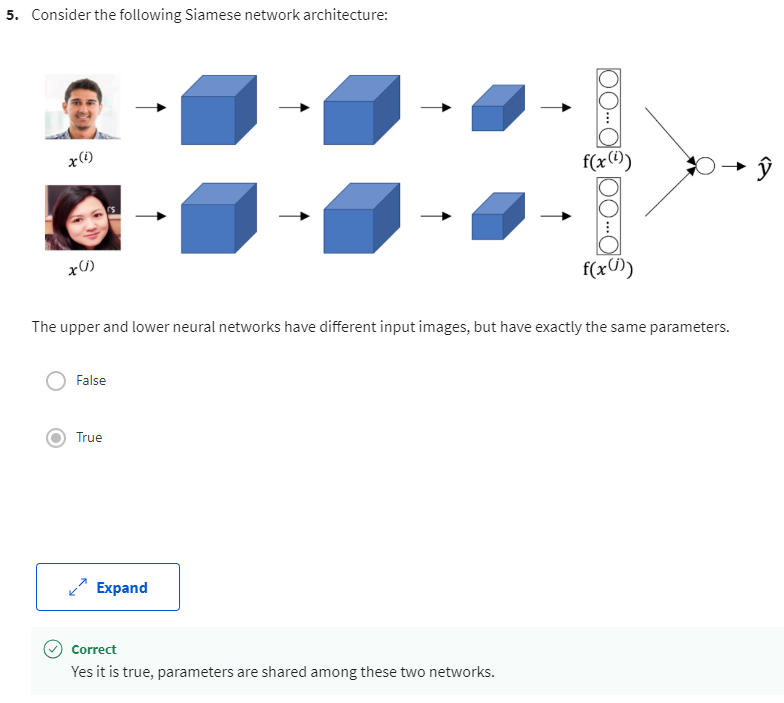 5. Consider the following Siamese network architecture:
x⁽ⁱ⁾
f(x⁽ⁱ⁾)
ŷ
x⁽ʲ⁾
f(x⁽ʲ⁾)
The upper and lower neural networks have different input images, but have exactly the same parameters.
False
True
Expand
Correct
Yes it is true, parameters are shared among these two networks.